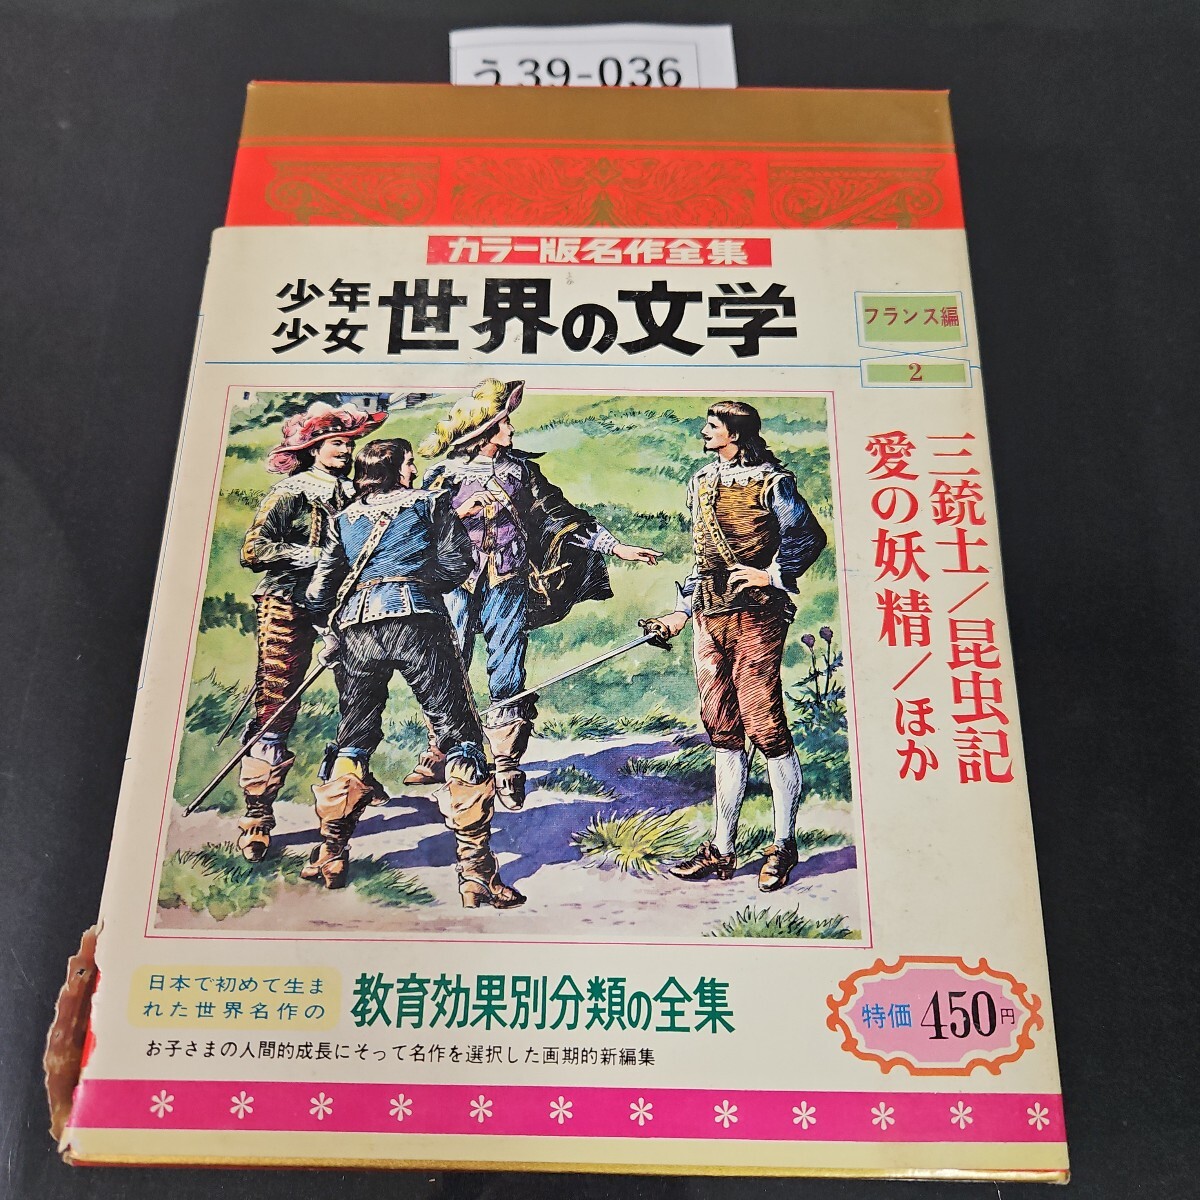 う39-036
カラー版名作全集
少年少女 世界の文学
フランス編
2
三銃士/昆虫記
愛の妖精/ほか
日本で初めて生ま
れた世界名作の
教育効果別分類の全集
お子さまの人間的成長にそって名作を選択した画期的新編集
特価 450円